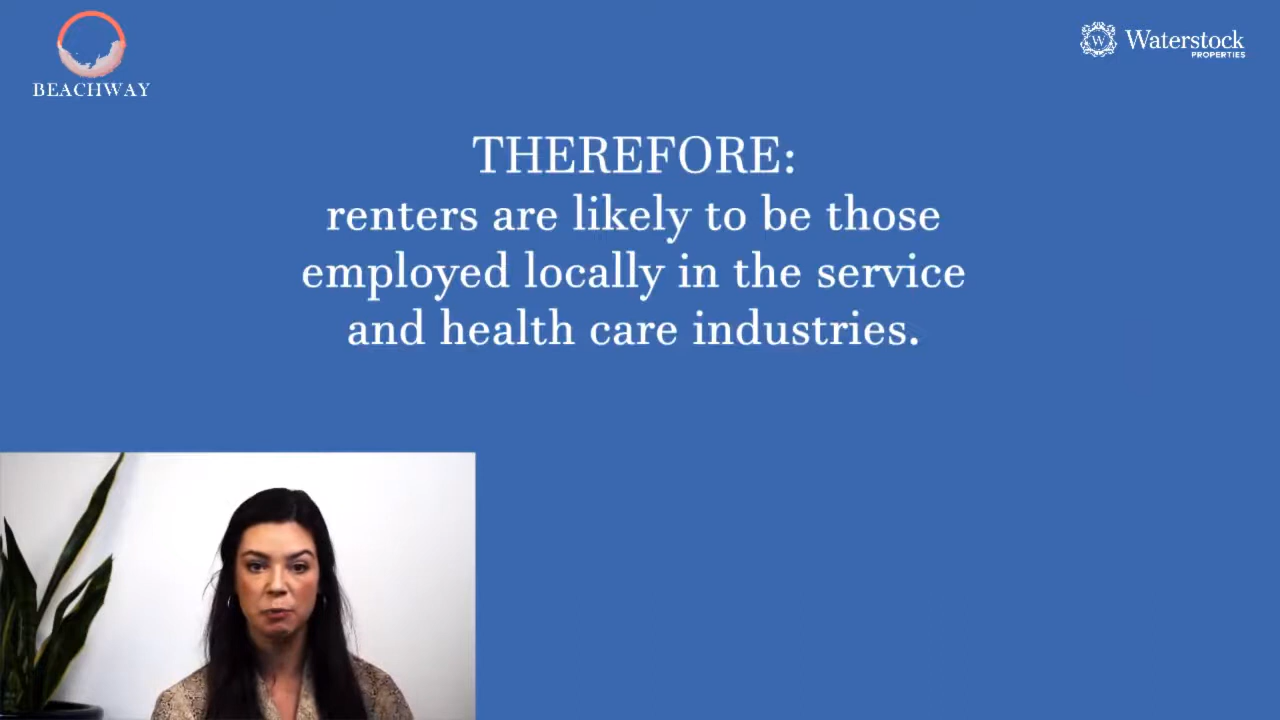 BEACHWAY
W
Waterstock
PROPERTIES
THEREFORE:
renters are likely to be those
employed locally in the service
and health care industries.